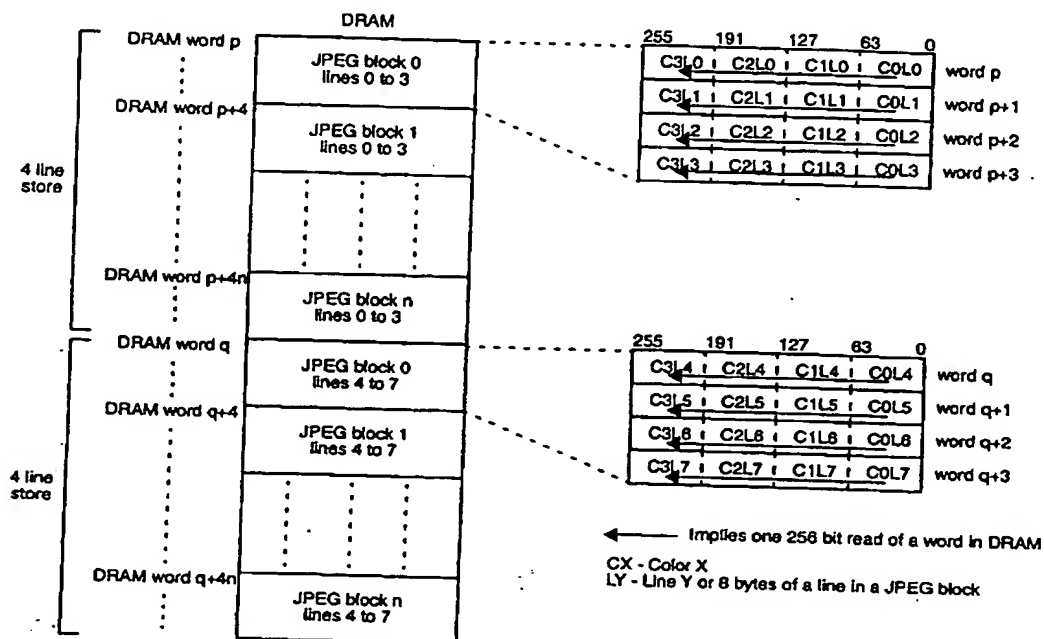 DRAM
DRAM word p
JPEG block 0
lines 0 to 3
DRAM word p+4
JPEG block 1
lines 0 to 3
4 line
store
DRAM word p+4n
JPEG block n
lines 0 to 3
255 191 127 63 0
C3L0 C2L0 C1L0 C0L0 word p
C3L1 C2L1 C1L1 C0L1 word p+1
C3L2 C2L2 C1L2 C0L2 word p+2
C3L3 C2L3 C1L3 C0L3 word p+3
DRAM word q
JPEG block 0
lines 4 to 7
DRAM word q+4
JPEG block 1
lines 4 to 7
4 line
store
DRAM word q+4n
JPEG block n
lines 4 to 7
255 191 127 63 0
C3L4 C2L4 C1L4 C0L4 word q
C3L5 C2L5 C1L5 C0L5 word q+1
C3L6 C2L6 C1L6 C0L6 word q+2
C3L7 C2L7 C1L7 C0L7 word q+3
Implies one 256 bit read of a word in DRAM
CX - Color X
LY - Line Y or 8 bytes of a line in a JPEG block